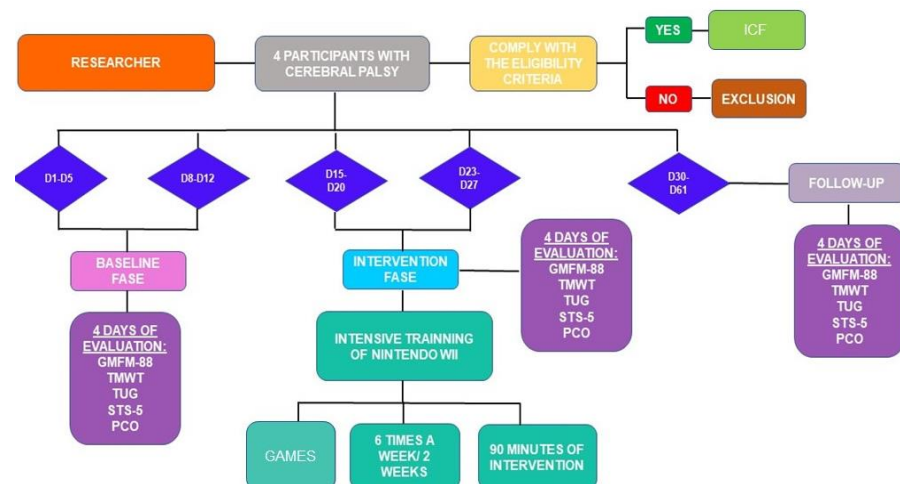 RESEARCHER
4 PARTICIPANTS WITH
CEREBRAL PALSY
COMPLY WITH
THE ELIGIBILITY
CRITERIA
YES
ICF
NO
EXCLUSION
D1-D5
D8-D12
D15-
D20
D23-
D27
D30-
D61
FOLLOW-UP
BASELINE
FASE
INTERVENTION
FASE
4 DAYS OF
EVALUATION:
GMFM-88
TMWT
TUG
STS-5
PCO
4 DAYS OF
EVALUATION:
GMFM-88
TMWT
TUG
STS-5
PCO
4 DAYS OF
EVALUATION:
GMFM-88
TMWT
TUG
STS-5
PCO
INTENSIVE TRAINNING
OF NINTENDO WII
GAMES
6 TIMES A
WEEK/ 2
WEEKS
90 MINUTES OF
INTERVENTION